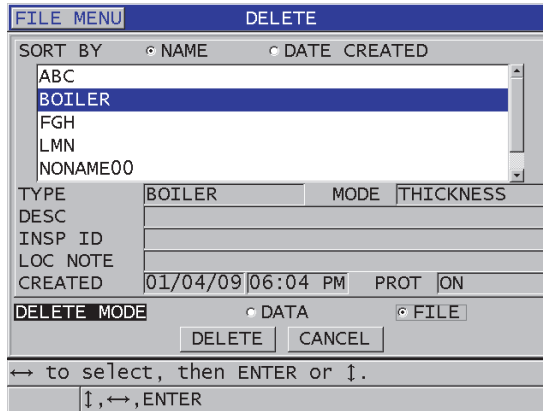 FILE MENU DELETE
SORT BY NAME DATE CREATED
ABC
BOILER
FGH
LMN
NONAME00
TYPE BOILER MODE THICKNESS
DESC
INSP ID
LOC NOTE
CREATED 01/04/09 06:04 PM PROT ON
DELETE MODE DATA FILE
DELETE CANCEL
↔ to select, then ENTER or ↕.
↕,↔,ENTER